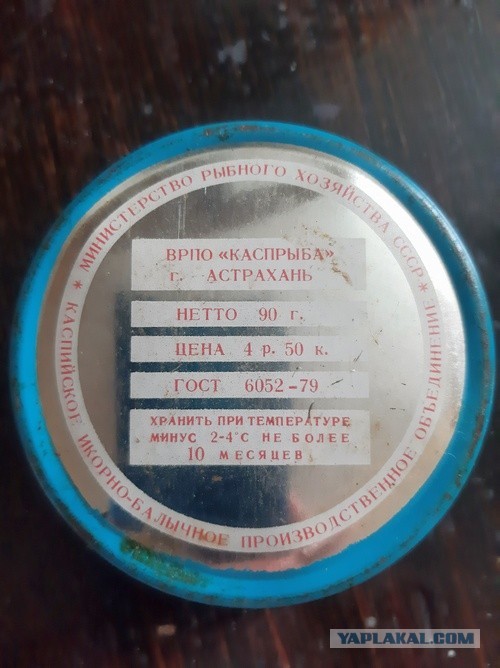 * МИНИСТЕРСТВО РЫБНОГО ХОЗЯЙСТВА СССР *
КАСПИЙСКОЕ ИКОРНО-БАЛЫЧНОЕ ПРОИЗВОДСТВЕННОЕ ОБЪЕДИНЕНИЕ
ВРПО «КАСПРЫБА»
г. АСТРАХАНЬ
НЕТТО 90 г.
ЦЕНА 4 р. 50 к.
ГОСТ 6052-79
ХРАНИТЬ ПРИ ТЕМПЕРАТУРЕ
МИНУС 2-4°С НЕ БОЛЕЕ
10 МЕСЯЦЕВ
YAPLAKAL.COM